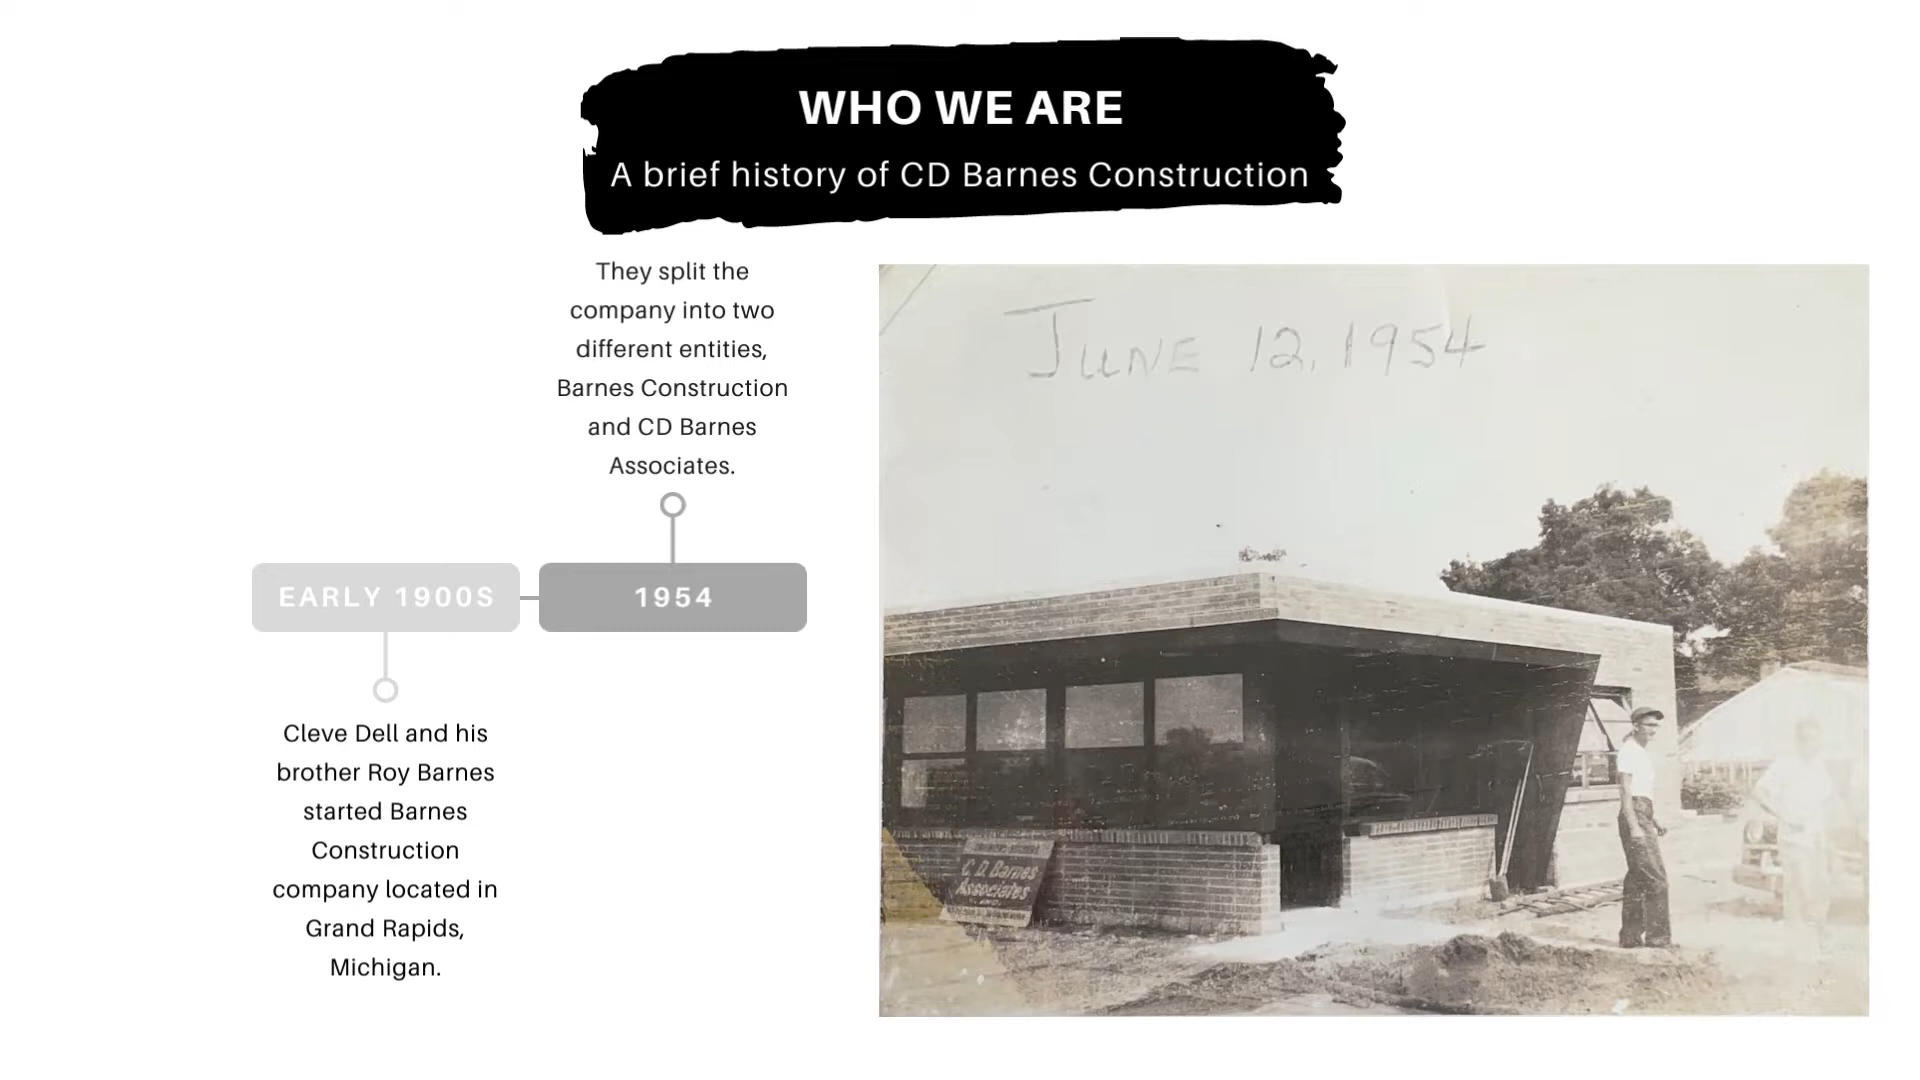 WHO WE ARE
A brief history of CD Barnes Construction
They split the
company into two
different entities,
Barnes Construction
and CD Barnes
Associates.
EARLY 1900S
1954
Cleve Dell and his
brother Roy Barnes
started Barnes
Construction
company located in
Grand Rapids,
Michigan.
JUNE 12, 1954
C. D. Barnes
Associates